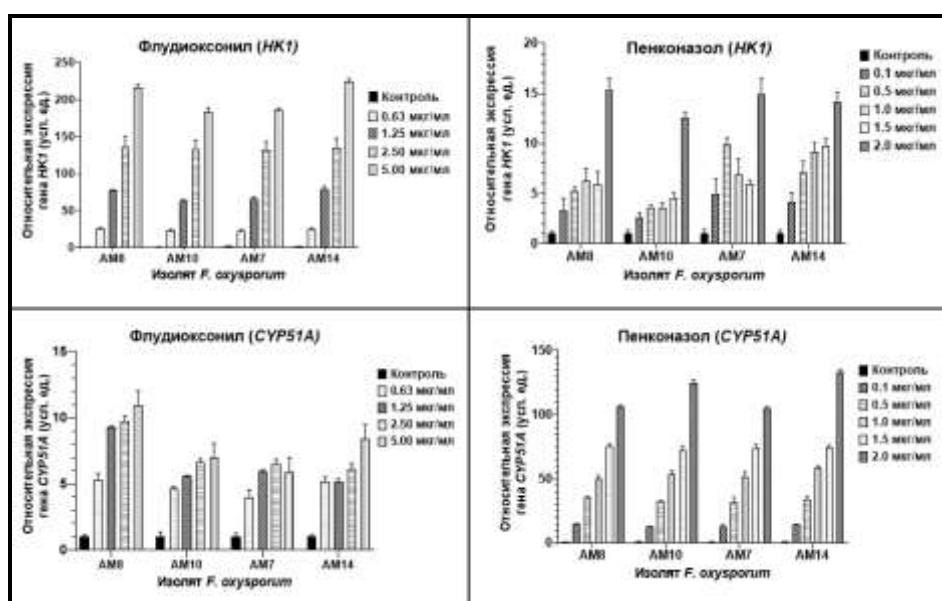 Флудиоксонил (HK1)
Относительная экспрессия
гена HK1 (усл. ед.)
250
200
150
100
50
0
Контроль
0.63 мкг/мл
1.25 мкг/мл
2.50 мкг/мл
5.00 мкг/мл
AM8 AM10 AM7 AM14
Изолят F. oxysporum
Пенконазол (HK1)
Относительная экспрессия
гена HK1 (усл. ед.)
20
15
10
5
0
Контроль
0.1 мкг/мл
0.5 мкг/мл
1.0 мкг/мл
1.5 мкг/мл
2.0 мкг/мл
AM8 AM10 AM7 AM14
Изолят F. oxysporum
Флудиоксонил (CYP51A)
Относительная экспрессия
гена CYP51A (усл. ед.)
15
10
5
0
Контроль
0.63 мкг/мл
1.25 мкг/мл
2.50 мкг/мл
5.00 мкг/мл
AM8 AM10 AM7 AM14
Изолят F. oxysporum
Пенконазол (CYP51A)
Относительная экспрессия
гена CYP51A (усл. ед.)
150
100
50
0
Контроль
0.1 мкг/мл
0.5 мкг/мл
1.0 мкг/мл
1.5 мкг/мл
2.0 мкг/мл
AM8 AM10 AM7 AM14
Изолят F. oxysporum